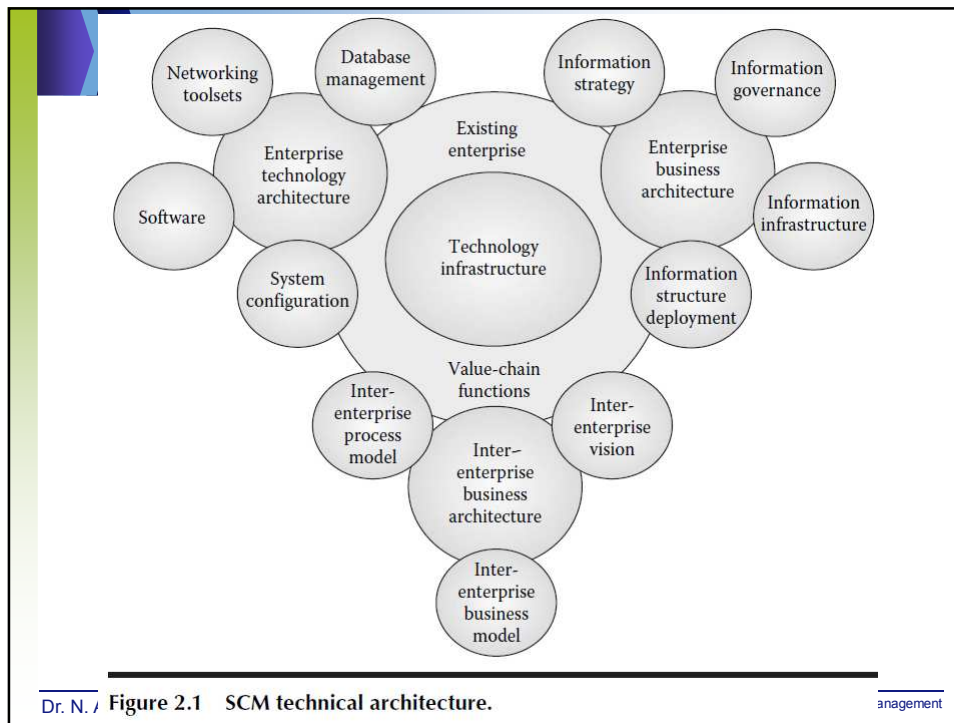 Networking
toolsets
Database
management
Information
strategy
Information
governance
Enterprise
technology
architecture
Existing
enterprise
Enterprise
business
architecture
Software
Information
infrastructure
Technology
infrastructure
System
configuration
Information
structure
deployment
Value-chain
functions
Inter-
enterprise
process
model
Inter-
enterprise
vision
Inter-
enterprise
business
architecture
Inter-
enterprise
business
model
Dr. N. Figure 2.1 SCM technical architecture. anagement